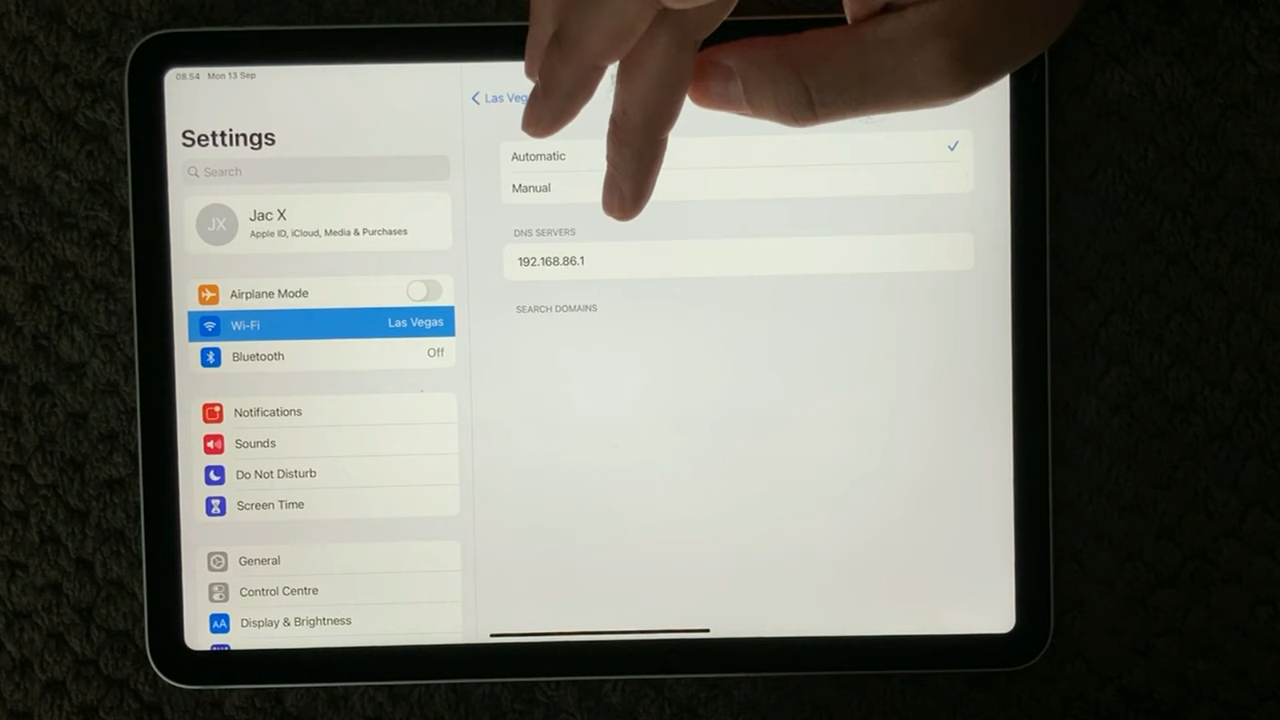 08.54 Mon 13 Sep
Settings
Search
JX
Jac X
Apple ID, iCloud, Media & Purchases
Airplane Mode
Wi-Fi
Las Vegas
Bluetooth
Off
Notifications
Sounds
Do Not Disturb
Screen Time
General
Control Centre
AA
Display & Brightness
Las Veg
Automatic
Manual
DNS SERVERS
192.168.86.1
SEARCH DOMAINS